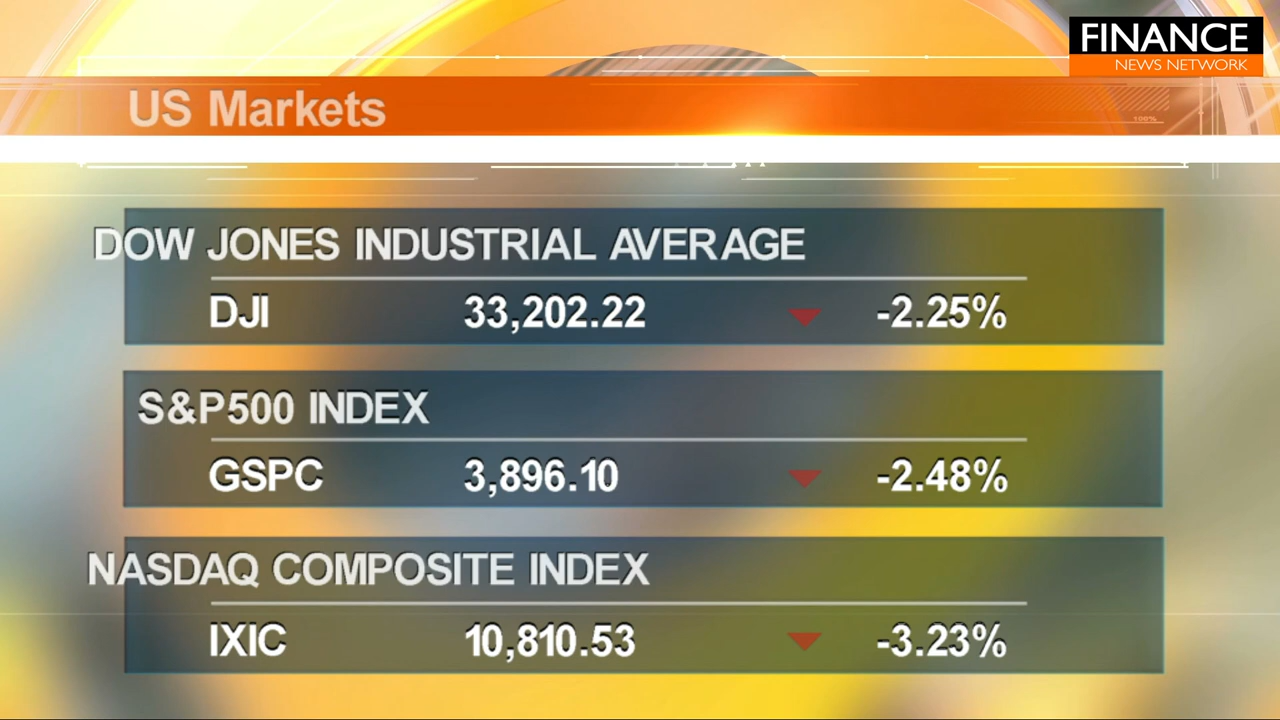 FINANCE
NEWS NETWORK
US Markets
100%
DOW JONES INDUSTRIAL AVERAGE
DJI 33,202.22 -2.25%
S&P500 INDEX
GSPC 3,896.10 -2.48%
NASDAQ COMPOSITE INDEX
IXIC 10,810.53 -3.23%